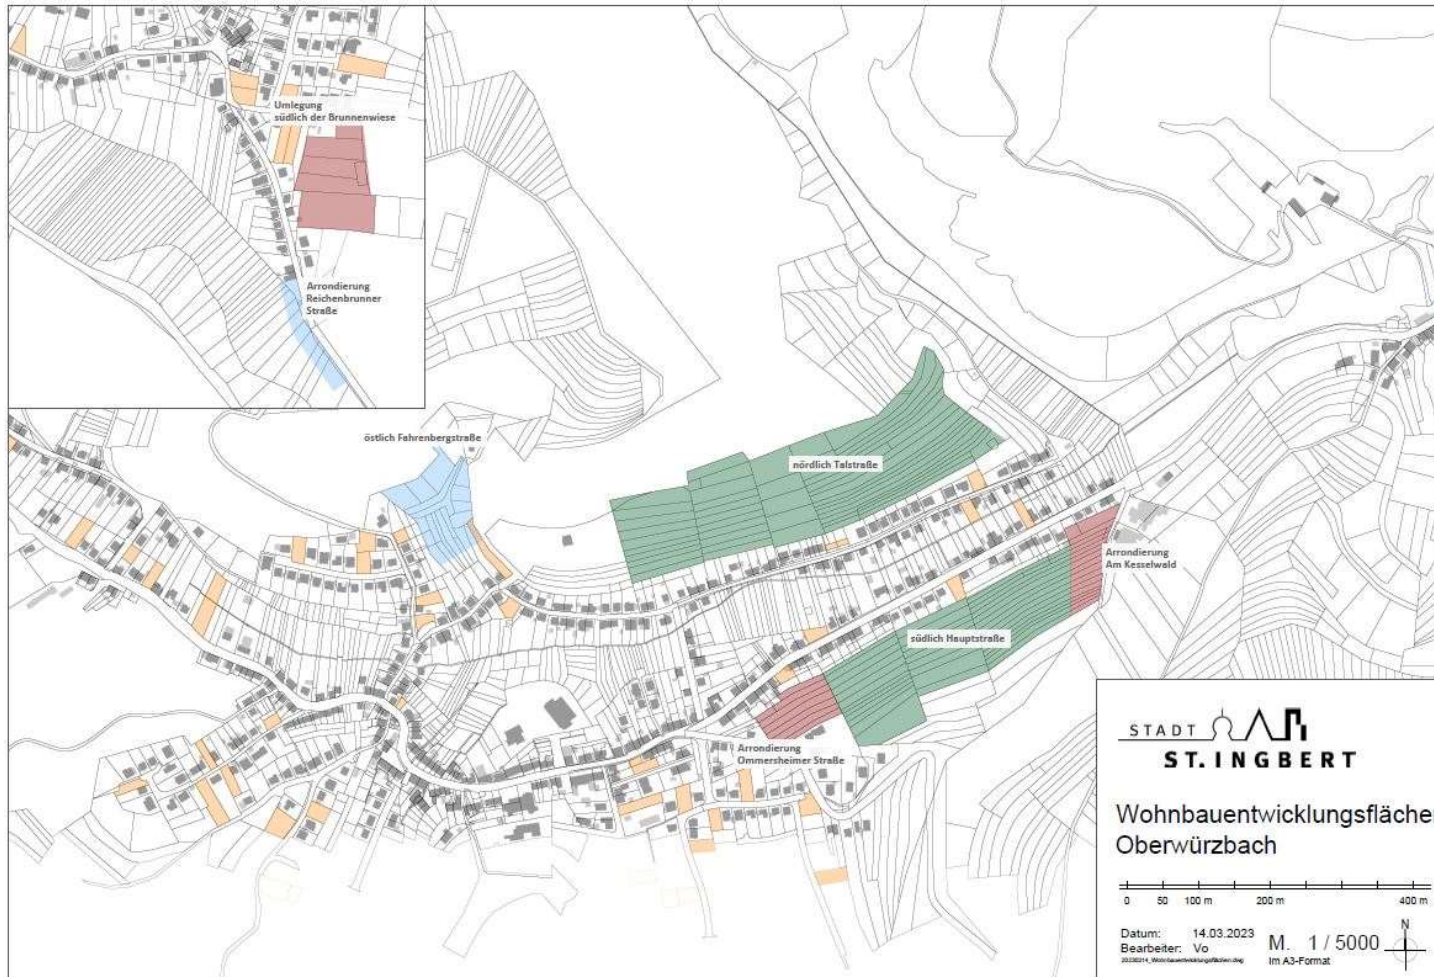 Umlegung
südlich der Brunnenwiese
Arrondierung
Reichenbrunner
Straße
östlich Fahrenbergstraße
nördlich Talstraße
Arrondierung
Am Kesselwald
südlich Hauptstraße
Arrondierung
Ommersheimer Straße
STADT
ST. INGBERT
Wohnbauentwicklungsflächen
Oberwürzbach
0 50 100 m 200 m 400 m
Datum: 14.03.2023
Bearbeiter: Vo
M. 1 / 5000
im A3-Format
N